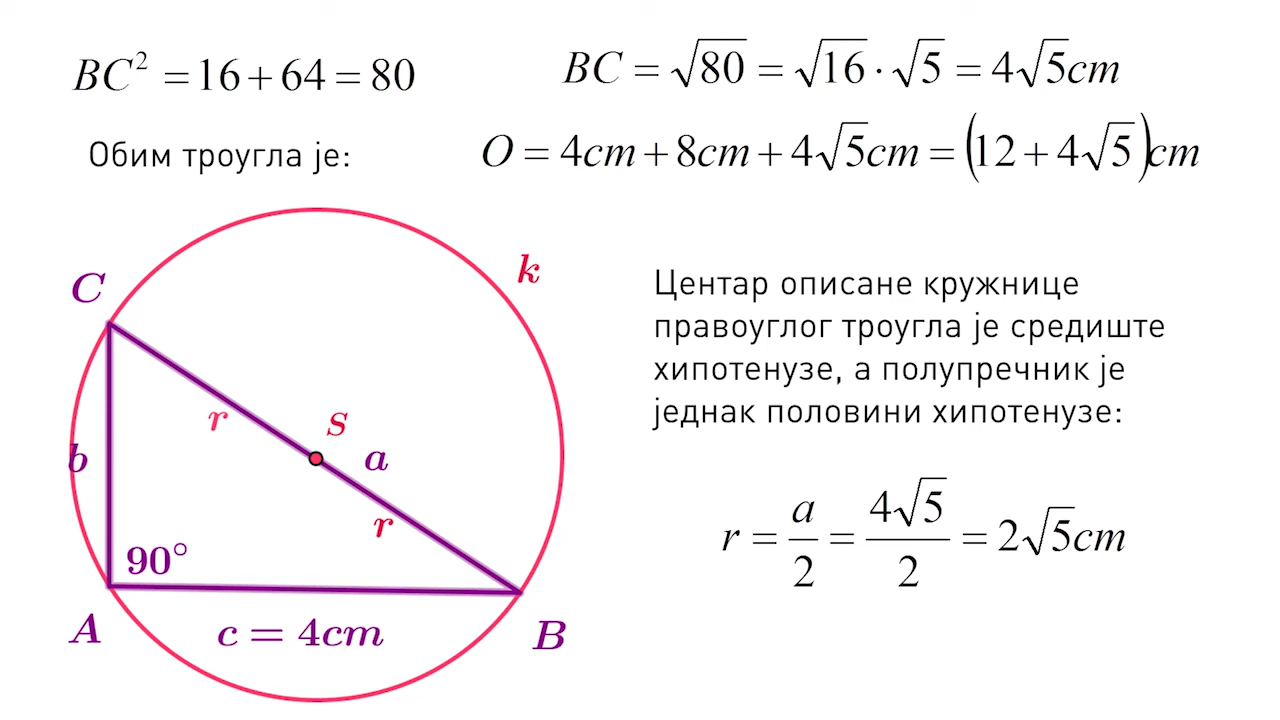 BC² = 16 + 64 = 80
BC = √80 = √16 · √5 = 4√5cm
Обим троугла је:
O = 4cm + 8cm + 4√5cm = (12 + 4√5)cm
C
k
Центар описане кружнице
правоуглог троугла је средиште
хипотенузе, а полупречник је
једнак половини хипотенузе:
r
S
b
a
r
r = a/2 = 4√5/2 = 2√5cm
90°
A
c = 4cm
B